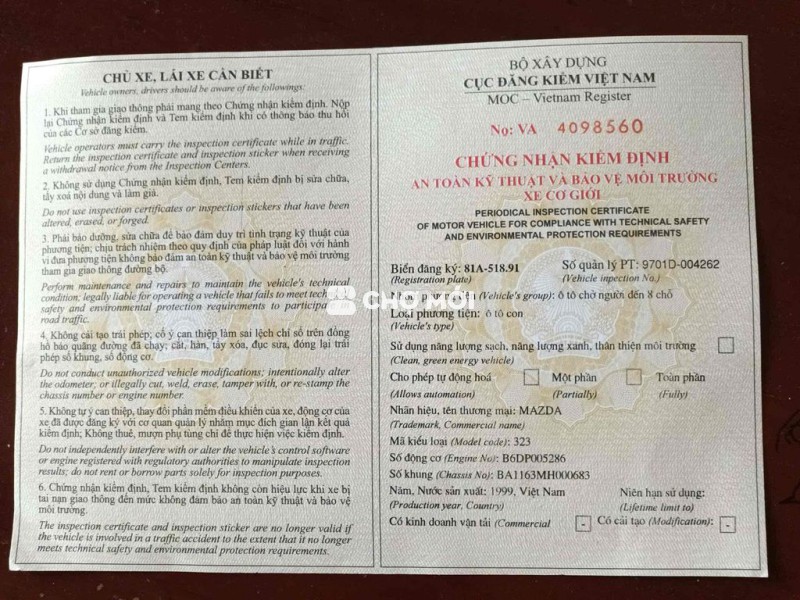 CHỦ XE, LÁI XE CẦN BIẾT
Vehicle owners, drivers should be aware of the followings:
1. Khi tham gia giao thông phải mang theo Chứng nhận kiểm định. Nộp
lại Chứng nhận kiểm định và Tem kiểm định khi có thông báo thu hồi
của các Cơ sở đăng kiểm.
Vehicle operators must carry the inspection certificate while in traffic.
Return the inspection certificate and inspection sticker when receiving
a withdrawal notice from the Inspection Centers.
2. Không sử dụng Chứng nhận kiểm định, Tem kiểm định bị sửa chữa,
tẩy xoá nội dung và làm giả.
Do not use inspection certificates or inspection stickers that have been
altered, erased, or forged.
3. Phải bảo dưỡng, sửa chữa để bảo đảm duy trì tình trạng kỹ thuật của
phương tiện; chịu trách nhiệm theo quy định của pháp luật đối với hành
vi đưa phương tiện không bảo đảm an toàn kỹ thuật và bảo vệ môi trường
tham gia giao thông đường bộ.
Perform maintenance and repairs to maintain the vehicle's technical
condition; legally liable for operating a vehicle that fails to meet tech
safety and environmental protection requirements to participa
road traffic.
4. Không cải tạo trái phép; cố ý can thiệp làm sai lệch chỉ số trên đồng
hồ báo quãng đường đã chạy; cắt, hàn, tẩy xóa, đục sửa, đóng lại trái
phép số khung, số động cơ.
Do not conduct unauthorized vehicle modifications; intentionally alter
the odometer; or illegally cut, weld, erase, tamper with, or re-stamp the
chassis number or engine number.
5. Không tự ý can thiệp, thay đổi phần mềm điều khiển của xe, động cơ của
xe đã được đăng ký với cơ quan quản lý nhằm mục đích gian lận kết quả
kiểm định; Không thuê, mượn phụ tùng chỉ để thực hiện việc kiểm định.
Do not independently interfere with or alter the vehicle's control software
or engine registered with regulatory authorities to manipulate inspection
results; do not rent or borrow parts solely for inspection purposes.
6. Chứng nhận kiểm định, Tem kiểm định không còn hiệu lực khi xe bị
tai nạn giao thông đến mức không đảm bảo an toàn kỹ thuật và bảo vệ
môi trường.
The inspection certificate and inspection sticker are no longer valid if
the vehicle is involved in a traffic accident to the extent that it no longer
meets technical safety and environmental protection requirements.
BỘ XÂY DỰNG
CỤC ĐĂNG KIỂM VIỆT NAM
MOC – Vietnam Register
No: VA 4098560
CHỨNG NHẬN KIỂM ĐỊNH
AN TOÀN KỸ THUẬT VÀ BẢO VỆ MÔI TRƯỜNG
XE CƠ GIỚI
PERIODICAL INSPECTION CERTIFICATE
OF MOTOR VEHICLE FOR COMPLIANCE WITH TECHNICAL SAFETY
AND ENVIRONMENTAL PROTECTION REQUIREMENTS
Biển đăng ký: 81A-518.91 Số quản lý PT: 9701D-004262
(Registration plate) (Vehicle inspection No.)
(Vehicle's group): ô tô chở người đến 8 chỗ
Loại phương tiện: ô tô con
(Vehicle's type)
Sử dụng năng lượng sạch, năng lượng xanh, thân thiện môi trường
(Clean, green energy vehicle)
Cho phép tự động hoá Một phần Toàn phần
(Allows automation) (Partially) (Fully)
Nhãn hiệu, tên thương mại: MAZDA
(Trademark, Commercial name)
Mã kiểu loại (Model code): 323
Số động cơ (Engine No): B6DP005286
Số khung (Chassis No): BA1163MH000683
Năm, Nước sản xuất: 1999, Việt Nam Niên hạn sử dụng:
(Production year, Country) (Lifetime limit to)
Có kinh doanh vận tải (Commercial - Có cải tạo (Modification): -
CHỢ MỚI